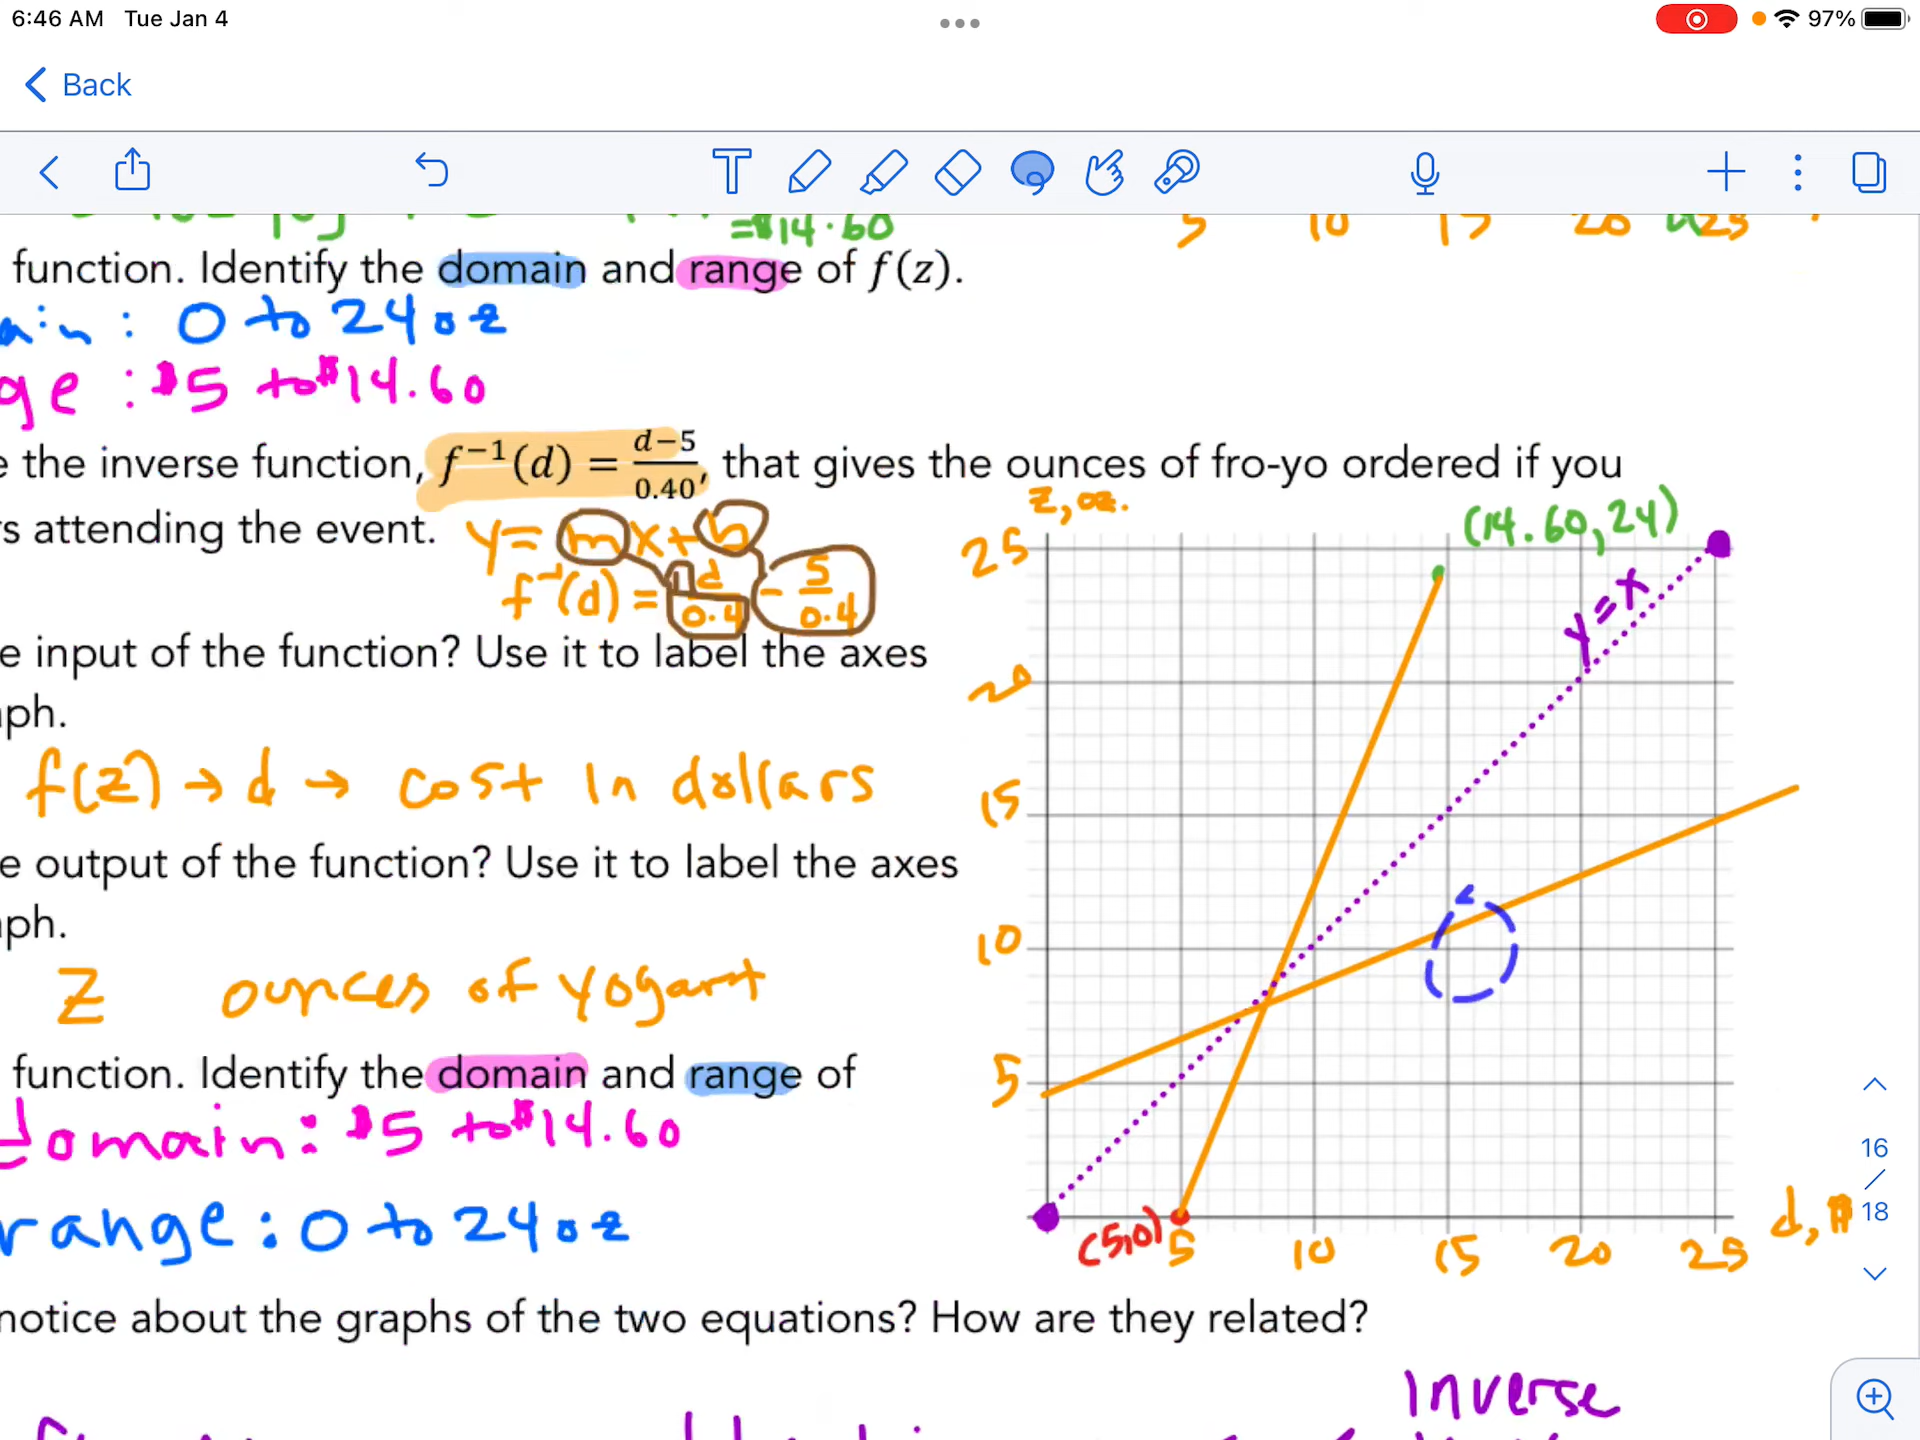 6:46 AM Tue Jan 4
97%
Back
=$14.60
5 10 15 20 25
function. Identify the domain and range of f(z).
ain: 0 to 24 oz
ge: $5 to $14.60
e the inverse function, f⁻¹(d) = d−5/0.40, that gives the ounces of fro-yo ordered if you
rs attending the event.
y = mx + b
f⁻¹(d) = 1d/0.4 - 5/0.4
z, oz.
(14.60, 24)
y = x
25
20
15
10
5
(5,0) 5 10 15 20 25
d, $
e input of the function? Use it to label the axes
aph.
f(z) → d → cost in dollars
e output of the function? Use it to label the axes
aph.
Z ounces of yogart
function. Identify the domain and range of
domain: $5 to $14.60
range: 0 to 24 oz
16
/
18
notice about the graphs of the two equations? How are they related?
inverse